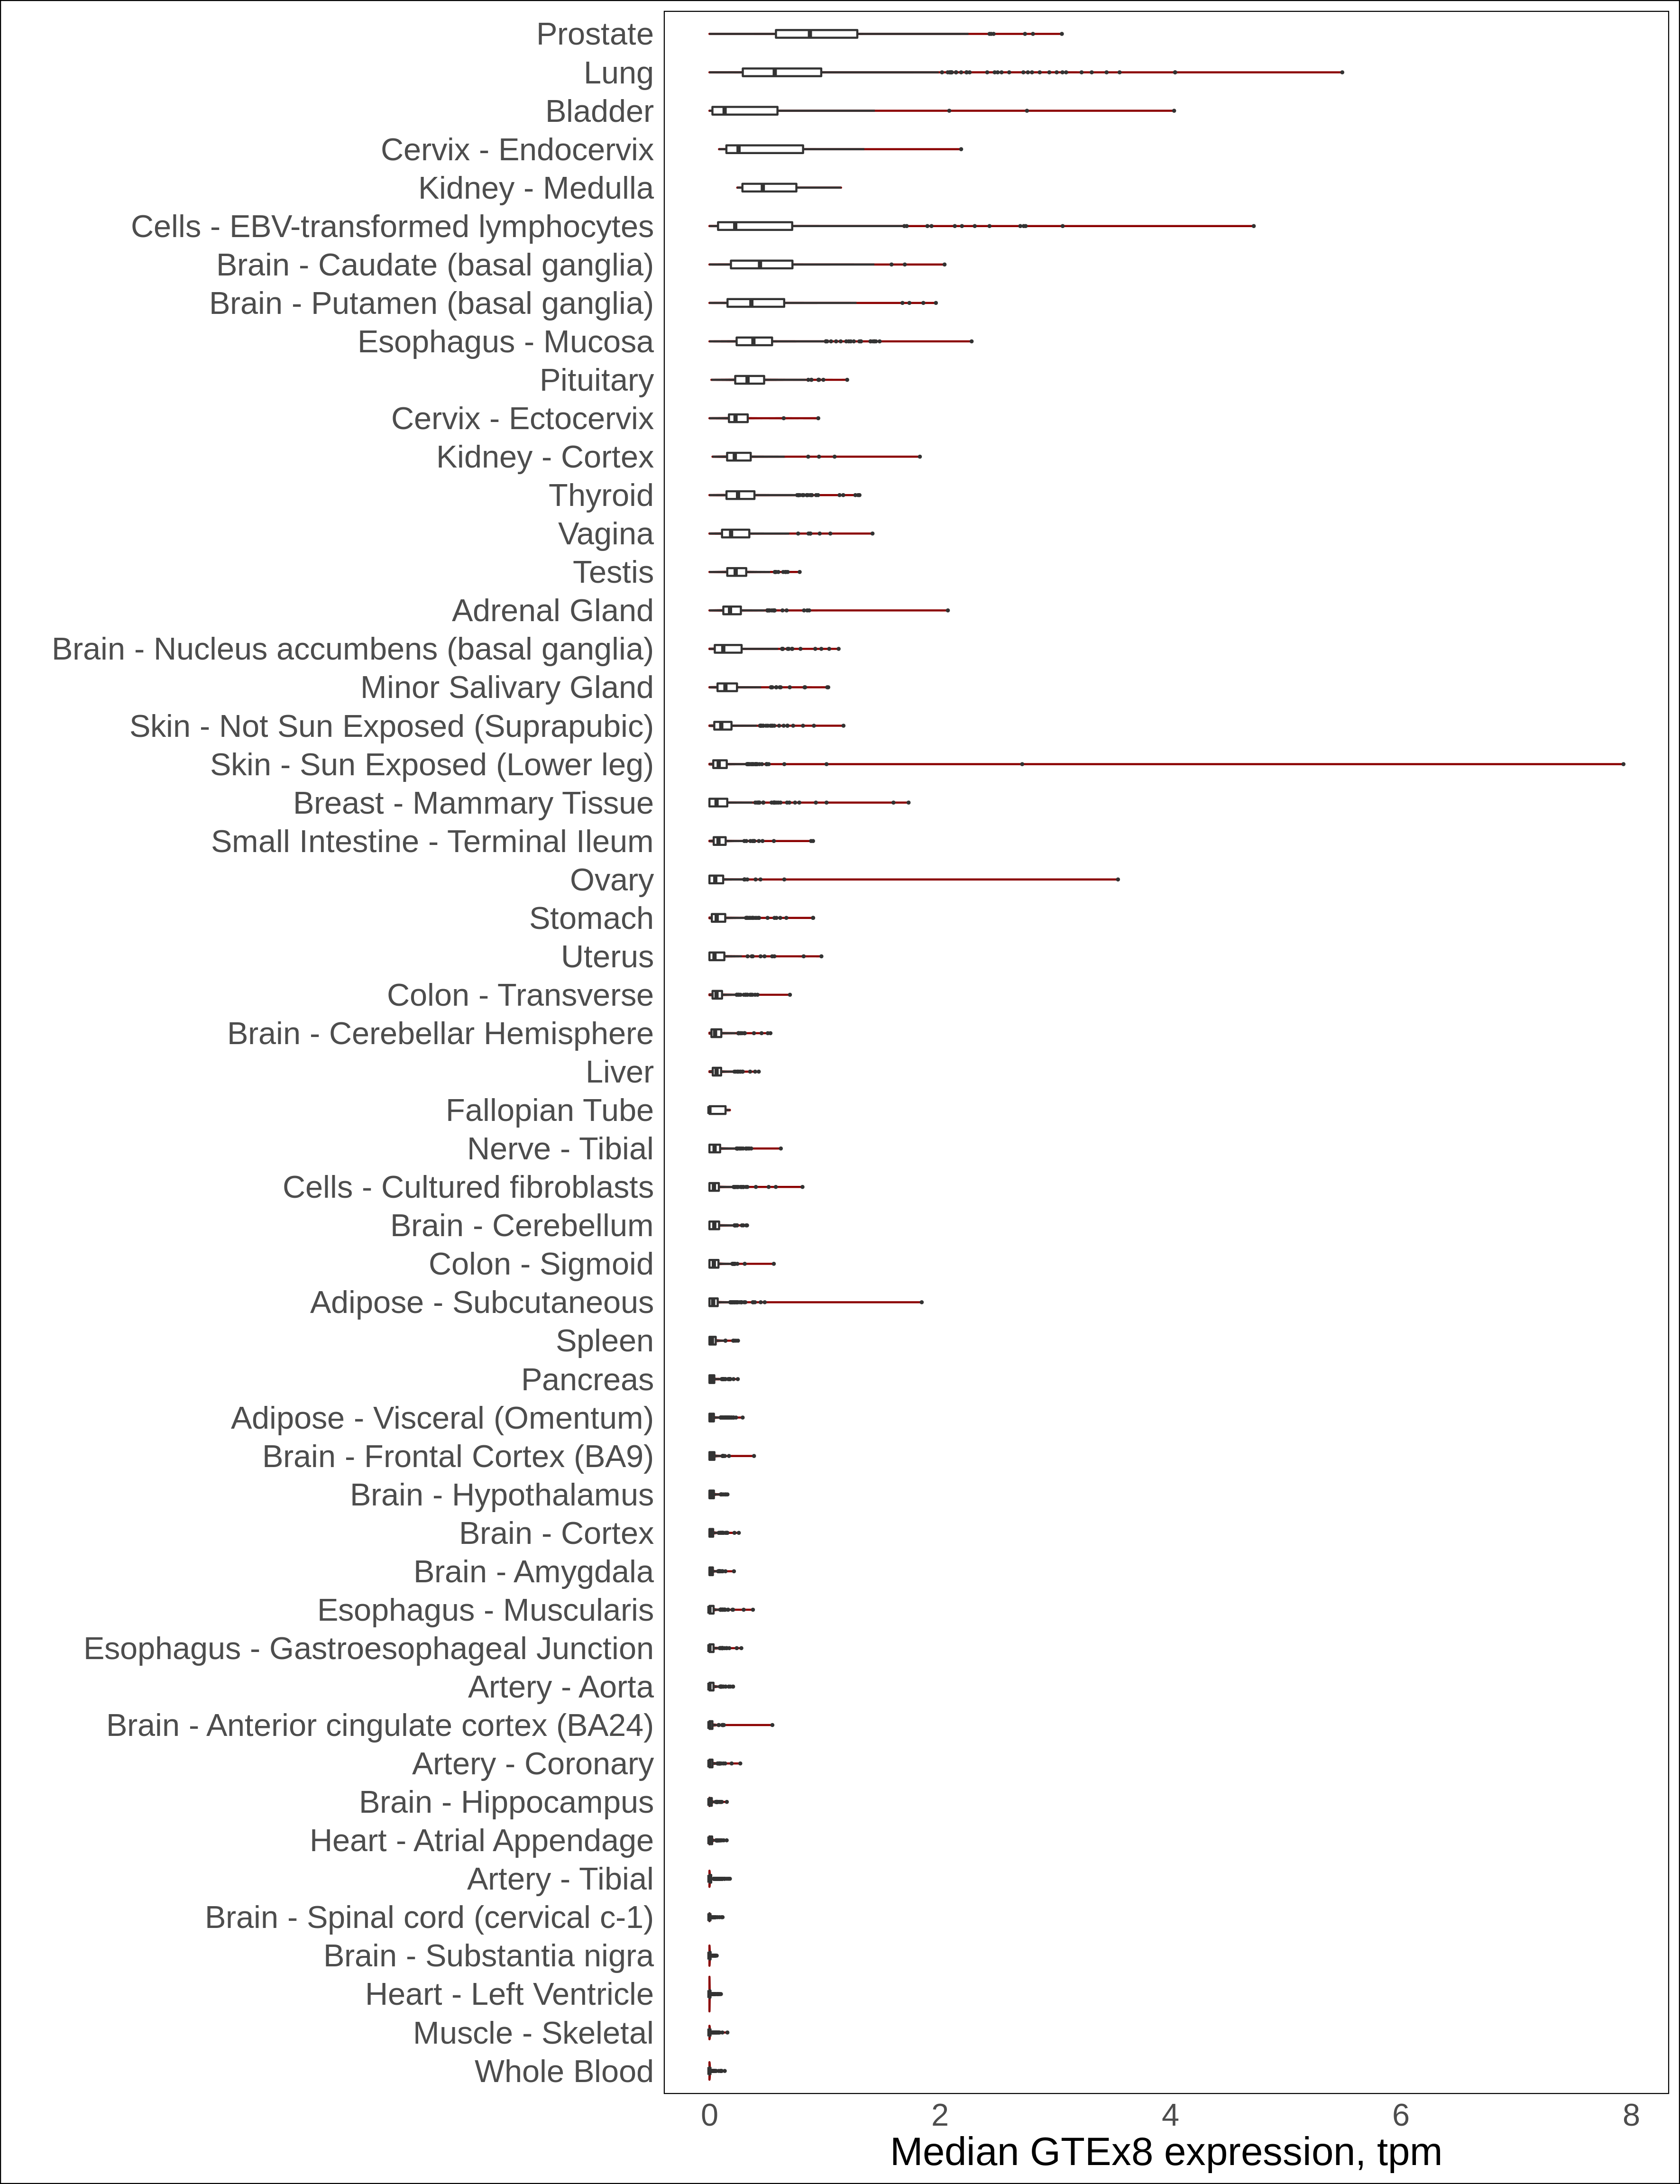 Prostate
Lung
Bladder
Cervix - Endocervix
Kidney - Medulla
Cells - EBV-transformed lymphocytes
Brain - Caudate (basal ganglia)
Brain - Putamen (basal ganglia)
Esophagus - Mucosa
Pituitary
Cervix - Ectocervix
Kidney - Cortex
Thyroid
Vagina
Testis
Adrenal Gland
Brain - Nucleus accumbens (basal ganglia)
Minor Salivary Gland
Skin - Not Sun Exposed (Suprapubic)
Skin - Sun Exposed (Lower leg)
Breast - Mammary Tissue
Small Intestine - Terminal Ileum
Ovary
Stomach
Uterus
Colon - Transverse
Brain - Cerebellar Hemisphere
Liver
Fallopian Tube
Nerve - Tibial
Cells - Cultured fibroblasts
Brain - Cerebellum
Colon - Sigmoid
Adipose - Subcutaneous
Spleen
Pancreas
Adipose - Visceral (Omentum)
Brain - Frontal Cortex (BA9)
Brain - Hypothalamus
Brain - Cortex
Brain - Amygdala
Esophagus - Muscularis
Esophagus - Gastroesophageal Junction
Artery - Aorta
Brain - Anterior cingulate cortex (BA24)
Artery - Coronary
Brain - Hippocampus
Heart - Atrial Appendage
Artery - Tibial
Brain - Spinal cord (cervical c-1)
Brain - Substantia nigra
Heart - Left Ventricle
Muscle - Skeletal
Whole Blood
0 2 4 6 8
Median GTEx8 expression, tpm